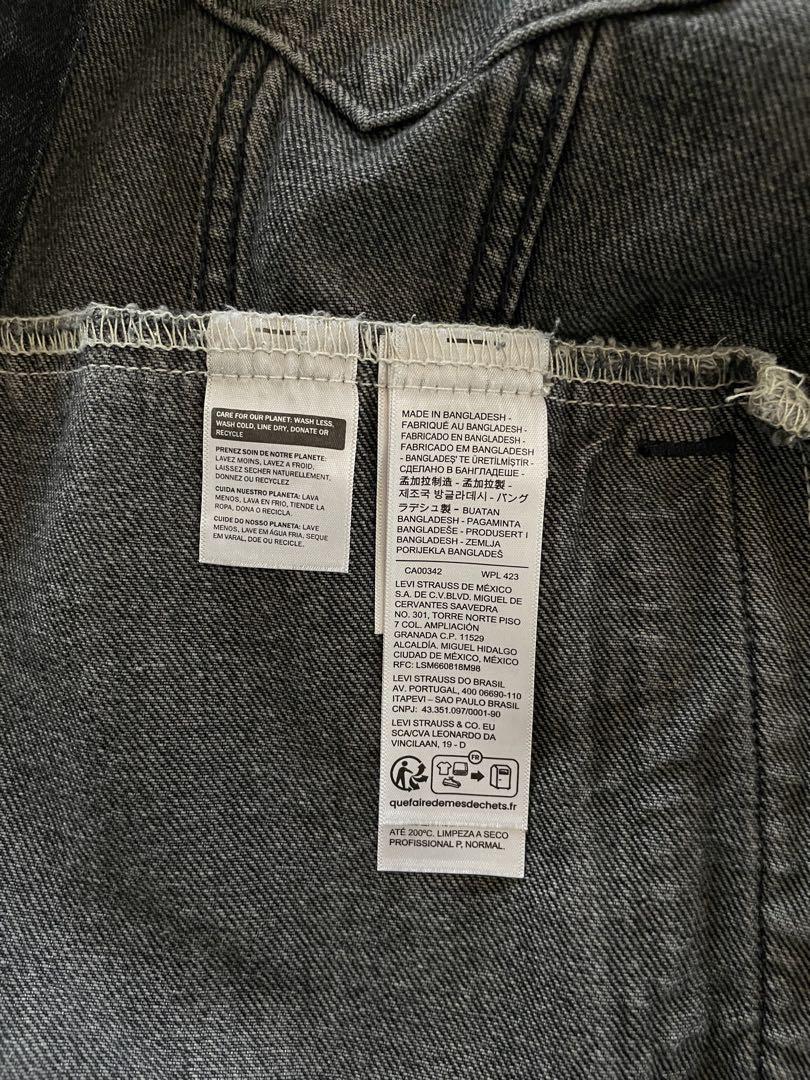 CARE FOR OUR PLANET: WASH LESS,
WASH COLD, LINE DRY, DONATE OR
RECYCLE
PRENEZ SOIN DE NOTRE PLANETE:
LAVEZ MOINS, LAVEZ A FROID,
LAISSEZ SECHER NATURELLEMENT,
DONNEZ OU RECYCLEZ
CUIDA NUESTRO PLANETA: LAVA
MENOS, LAVA EN FRIO, TIENDE LA
ROPA, DONA O RECICLA.
CUIDE DO NOSSO PLANETA: LAVE
MENOS, LAVE EM ÁGUA FRIA, SEQUE
EM VARAL, DOE OU RECICLE.
MADE IN BANGLADESH -
FABRIQUÉ AU BANGLADESH -
FABRICADO EN BANGLADESH -
FABRICADO EM BANGLADESH
- BANGLADEŞ' TE ÜRETİLMİŞTİR -
СДЕЛАНО В БАНГЛАДЕШЕ -
孟加拉制造 - 孟加拉製 -
제조국 방글라데시 - バング
ラデシュ製 - BUATAN
BANGLADESH - PAGAMINTA
BANGLADEŠE - PRODUSERT I
BANGLADESH - ZEMLJA
PORIJEKLA BANGLADEŠ
CA00342 WPL 423
LEVI STRAUSS DE MÉXICO
S.A. DE C.V.BLVD. MIGUEL DE
CERVANTES SAAVEDRA
NO. 301, TORRE NORTE PISO
7 COL. AMPLIACIÓN
GRANADA C.P. 11529
ALCALDÍA. MIGUEL HIDALGO
CIUDAD DE MÉXICO, MÉXICO
RFC: LSM660818M98
LEVI STRAUSS DO BRASIL
AV. PORTUGAL, 400 06690-110
ITAPEVI – SAO PAULO BRASIL
CNPJ: 43.351.097/0001-90
LEVI STRAUSS & CO. EU
SCA/CVA LEONARDO DA
VINCILAAN, 19 - D
FR
quefairedemesdechets.fr
ATÉ 200ºC. LIMPEZA A SECO
PROFISSIONAL P, NORMAL.